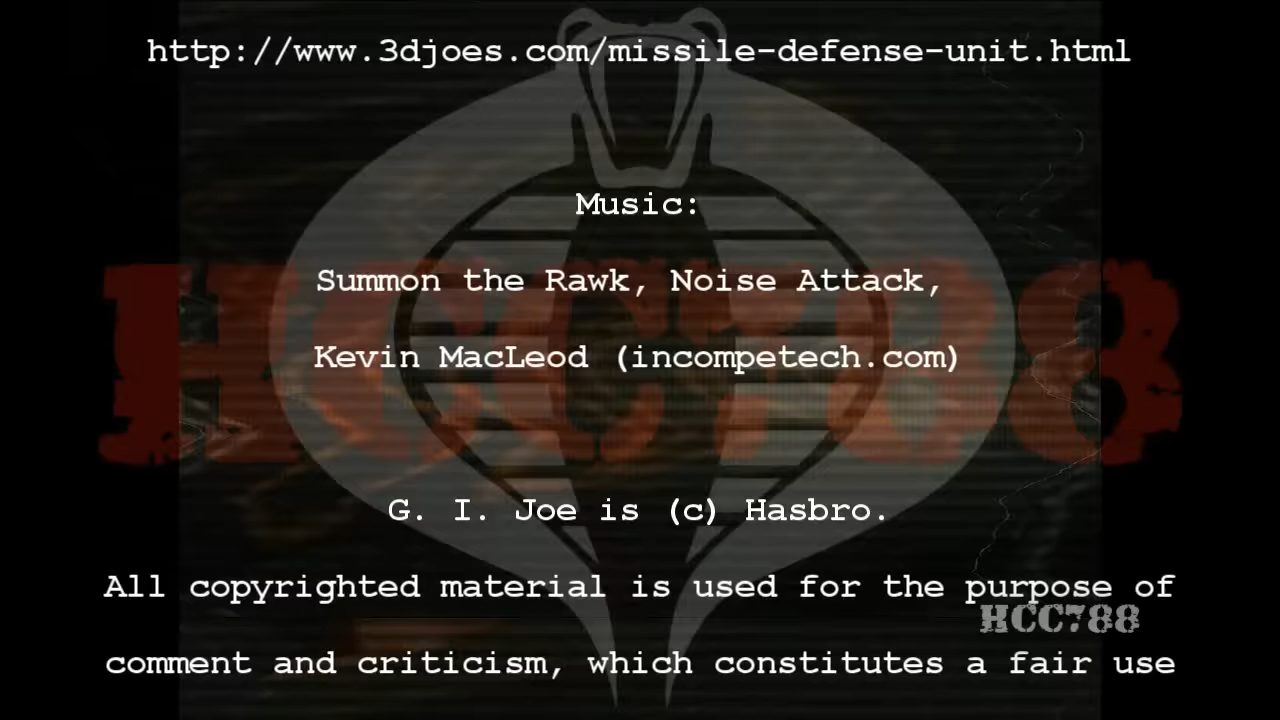 http://www.3djoes.com/missile-defense-unit.html
Music:
Summon the Rawk, Noise Attack,
Kevin MacLeod (incompetech.com)
HCC788
G. I. Joe is (c) Hasbro.
All copyrighted material is used for the purpose of
HCC788
comment and criticism, which constitutes a fair use